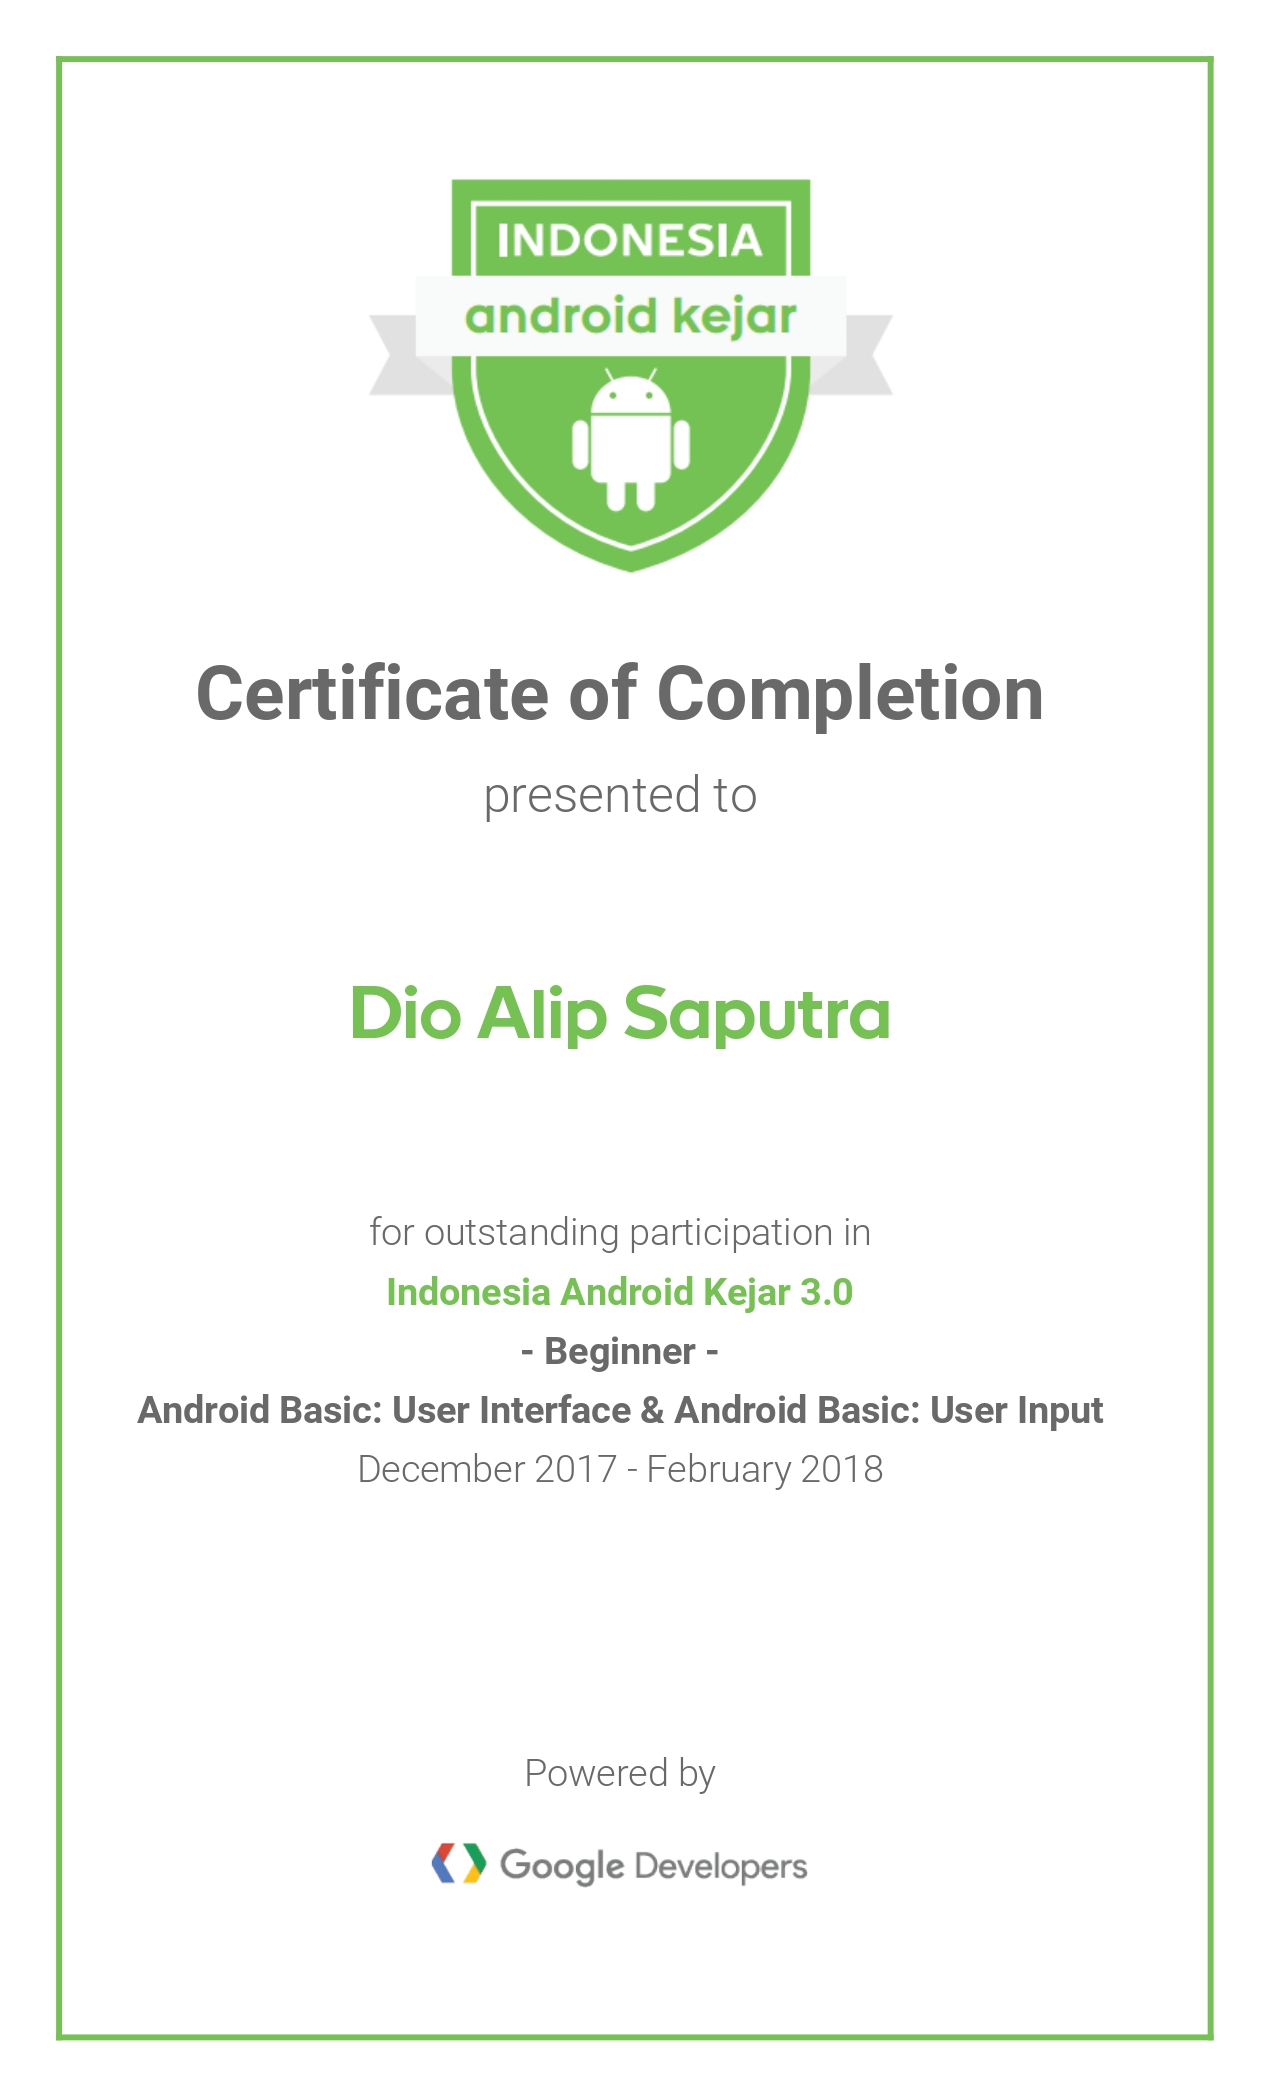 INDONESIA
android kejar
Certificate of Completion
presented to
Dio Alip Saputra
for outstanding participation in
Indonesia Android Kejar 3.0
- Beginner -
Android Basic: User Interface & Android Basic: User Input
December 2017 - February 2018
Powered by
Google Developers